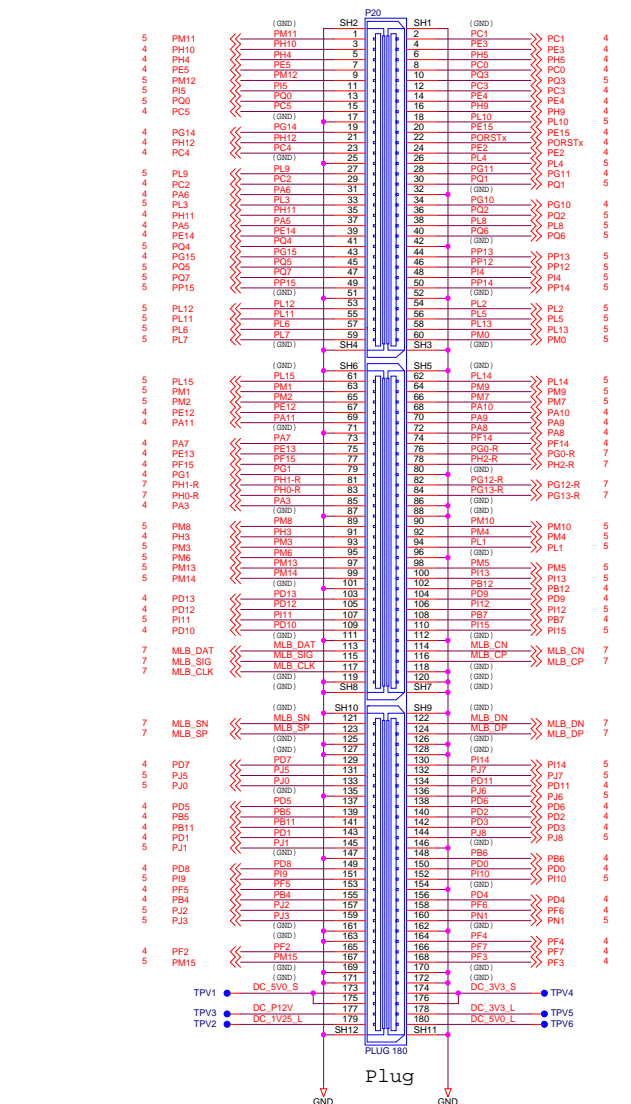 P20
(GND) SH2 SH1 (GND)
5 PM11 PM11 1 2 PC1 PC1 4
4 PH10 PH10 3 4 PE3 PE3 4
4 PH4 PH4 5 6 PH5 PH5 4
4 PE5 PE5 7 8 PC0 PC0 4
5 PM12 PM12 9 10 PQ3 PQ3 5
5 PI5 PI5 11 12 PC3 PC3 4
5 PQ0 PQ0 13 14 PE4 PE4 4
4 PC5 PC5 15 16 PH9 PH9 4
(GND) 17 18 PL10 PL10 5
4 PG14 PG14 19 20 PE15 PE15 4
4 PH12 PH12 21 22 PORSTx PORSTx 4
4 PC4 PC4 23 24 PE2 PE2 4
(GND) 25 26 PL4 PL4 5
5 PL9 PL9 27 28 PG11 PG11 4
4 PC2 PC2 29 30 PQ1 PQ1 5
4 PA6 PA6 31 32 (GND)
5 PL3 PL3 33 34 PG10 PG10 4
4 PH11 PH11 35 36 PQ2 PQ2 5
4 PA5 PA5 37 38 PL8 PL8 5
4 PE14 PE14 39 40 PQ6 PQ6 5
5 PQ4 PQ4 41 42 (GND)
4 PG15 PG15 43 44 PP13 PP13 5
5 PQ5 PQ5 45 46 PP12 PP12 5
5 PQ7 PQ7 47 48 PI4 PI4 5
5 PP15 PP15 49 50 PP14 PP14 5
(GND) 51 52 (GND)
5 PL12 PL12 53 54 PL2 PL2 5
5 PL11 PL11 55 56 PL5 PL5 5
5 PL6 PL6 57 58 PL13 PL13 5
5 PL7 PL7 59 60 PM0 PM0 5
(GND) SH4 SH3 (GND)
(GND) SH6 SH5 (GND)
5 PL15 PL15 61 62 PL14 PL14 5
5 PM1 PM1 63 64 PM9 PM9 5
5 PM2 PM2 65 66 PM7 PM7 5
4 PE12 PE12 67 68 PA10 PA10 4
4 PA11 PA11 69 70 PA9 PA9 4
(GND) 71 72 PA8 PA8 4
4 PA7 PA7 73 74 PF14 PF14 4
4 PE13 PE13 75 76 PG0-R PG0-R 7
4 PF15 PF15 77 78 PH2-R PH2-R 7
4 PG1 PG1 79 80 (GND)
7 PH1-R PH1-R 81 82 PG12-R PG12-R 7
7 PH0-R PH0-R 83 84 PG13-R PG13-R 7
4 PA3 PA3 85 86 (GND)
(GND) 87 88 (GND)
5 PM8 PM8 89 90 PM10 PM10 5
4 PH3 PH3 91 92 PM4 PM4 5
5 PM3 PM3 93 94 PL1 PL1 5
5 PM6 PM6 95 96 (GND)
5 PM13 PM13 97 98 PM5 PM5 5
5 PM14 PM14 99 100 PI13 PI13 5
(GND) 101 102 PB12 PB12 4
4 PD13 PD13 103 104 PD9 PD9 4
4 PD12 PD12 105 106 PI12 PI12 5
5 PI11 PI11 107 108 PB7 PB7 4
4 PD10 PD10 109 110 PI15 PI15 5
(GND) 111 112 (GND)
7 MLB_DAT MLB_DAT 113 114 MLB_CN MLB_CN 7
7 MLB_SIG MLB_SIG 115 116 MLB_CP MLB_CP 7
7 MLB_CLK MLB_CLK 117 118 (GND)
(GND) 119 120 (GND)
(GND) SH8 SH7 (GND)
(GND) SH10 SH9 (GND)
7 MLB_SN MLB_SN 121 122 MLB_DN MLB_DN 7
7 MLB_SP MLB_SP 123 124 MLB_DP MLB_DP 7
(GND) 125 126 (GND)
(GND) 127 128 (GND)
4 PD7 PD7 129 130 PI14 PI14 5
5 PJ5 PJ5 131 132 PJ7 PJ7 5
5 PJ0 PJ0 133 134 PD11 PD11 4
(GND) 135 136 PJ6 PJ6 5
4 PD5 PD5 137 138 PD6 PD6 4
4 PB5 PB5 139 140 PD2 PD2 4
4 PB11 PB11 141 142 PD3 PD3 4
4 PD1 PD1 143 144 PJ8 PJ8 5
5 PJ1 PJ1 145 146 (GND)
(GND) 147 148 PB6 PB6 4
4 PD8 PD8 149 150 PD0 PD0 4
5 PI9 PI9 151 152 PI10 PI10 5
4 PF5 PF5 153 154 (GND)
4 PB4 PB4 155 156 PD4 PD4 4
5 PJ2 PJ2 157 158 PF6 PF6 4
5 PJ3 PJ3 159 160 PN1 PN1 5
(GND) 161 162 (GND)
(GND) 163 164 PF4 PF4 4
4 PF2 PF2 165 166 PF7 PF7 4
5 PM15 PM15 167 168 PF3 PF3 4
(GND) 169 170 (GND)
(GND) 171 172 (GND)
TPV1 DC_5V0_S 173 174 DC_3V3_S TPV4
175 176
TPV3 DC_P12V 177 178 DC_3V3_L TPV5
TPV2 DC_1V25_L 179 180 DC_5V0_L TPV6
(GND) SH12 SH11 (GND)
PLUG 180
Plug
GND GND